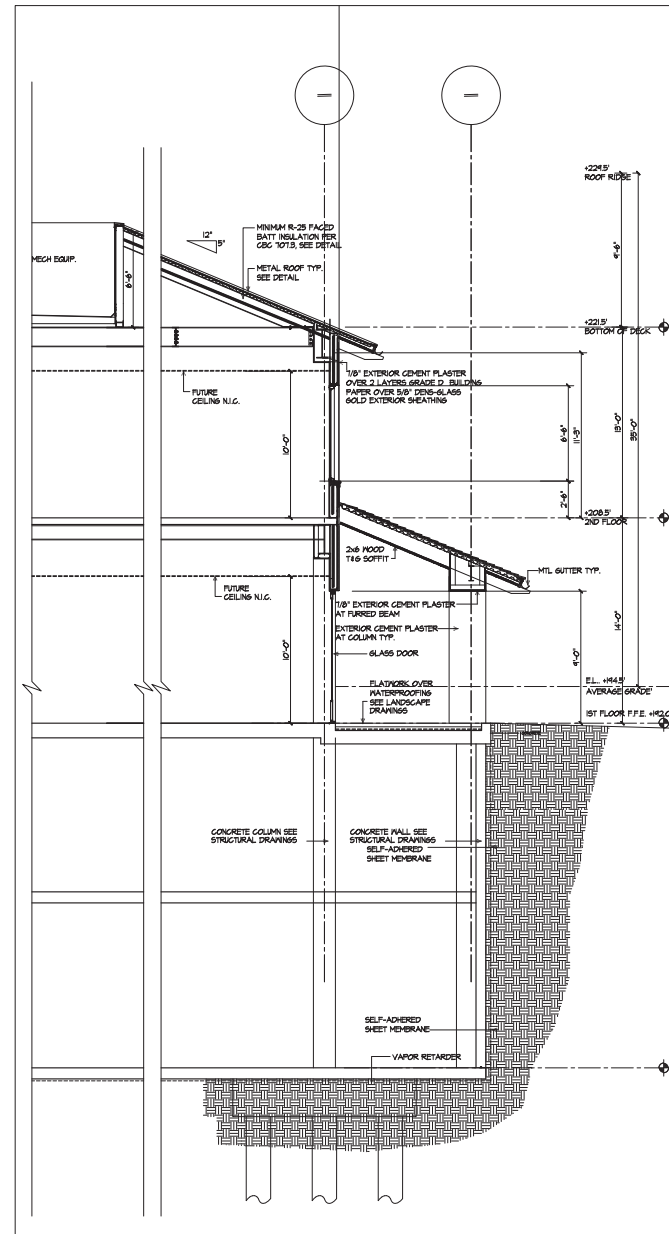 +229.5'
ROOF RIDGE
12"
5"
MINIMUM R-25 FACED
BATT INSULATION PER
CBC 707.3, SEE DETAIL
MECH EQUIP.
METAL ROOF TYP.
SEE DETAIL
6'-6"
9'-6"
+221.5'
BOTTOM OF DECK
7/8" EXTERIOR CEMENT PLASTER
OVER 2 LAYERS GRADE D BUILDING
PAPER OVER 5/8" DENS-GLASS
GOLD EXTERIOR SHEATHING
FUTURE
CEILING N.I.C.
10'-0"
6'-6"
11'-3"
13'-0"
35'-0"
2'-6"
+208.5'
2ND FLOOR
2x6 WOOD
T&G SOFFIT
MTL GUTTER TYP.
FUTURE
CEILING N.I.C.
7/8" EXTERIOR CEMENT PLASTER
AT FURRED BEAM
EXTERIOR CEMENT PLASTER
AT COLUMN TYP.
10'-0"
9'-0"
14'-0"
GLASS DOOR
FLATWORK OVER
WATERPROOFING
SEE LANDSCAPE
DRAWINGS
E.L. +194.5'
AVERAGE GRADE
1ST FLOOR F.F.E.
CONCRETE COLUMN SEE
STRUCTURAL DRAWINGS
CONCRETE WALL SEE
STRUCTURAL DRAWINGS
SELF-ADHERED
SHEET MEMBRANE
SELF-ADHERED
SHEET MEMBRANE
VAPOR RETARDER